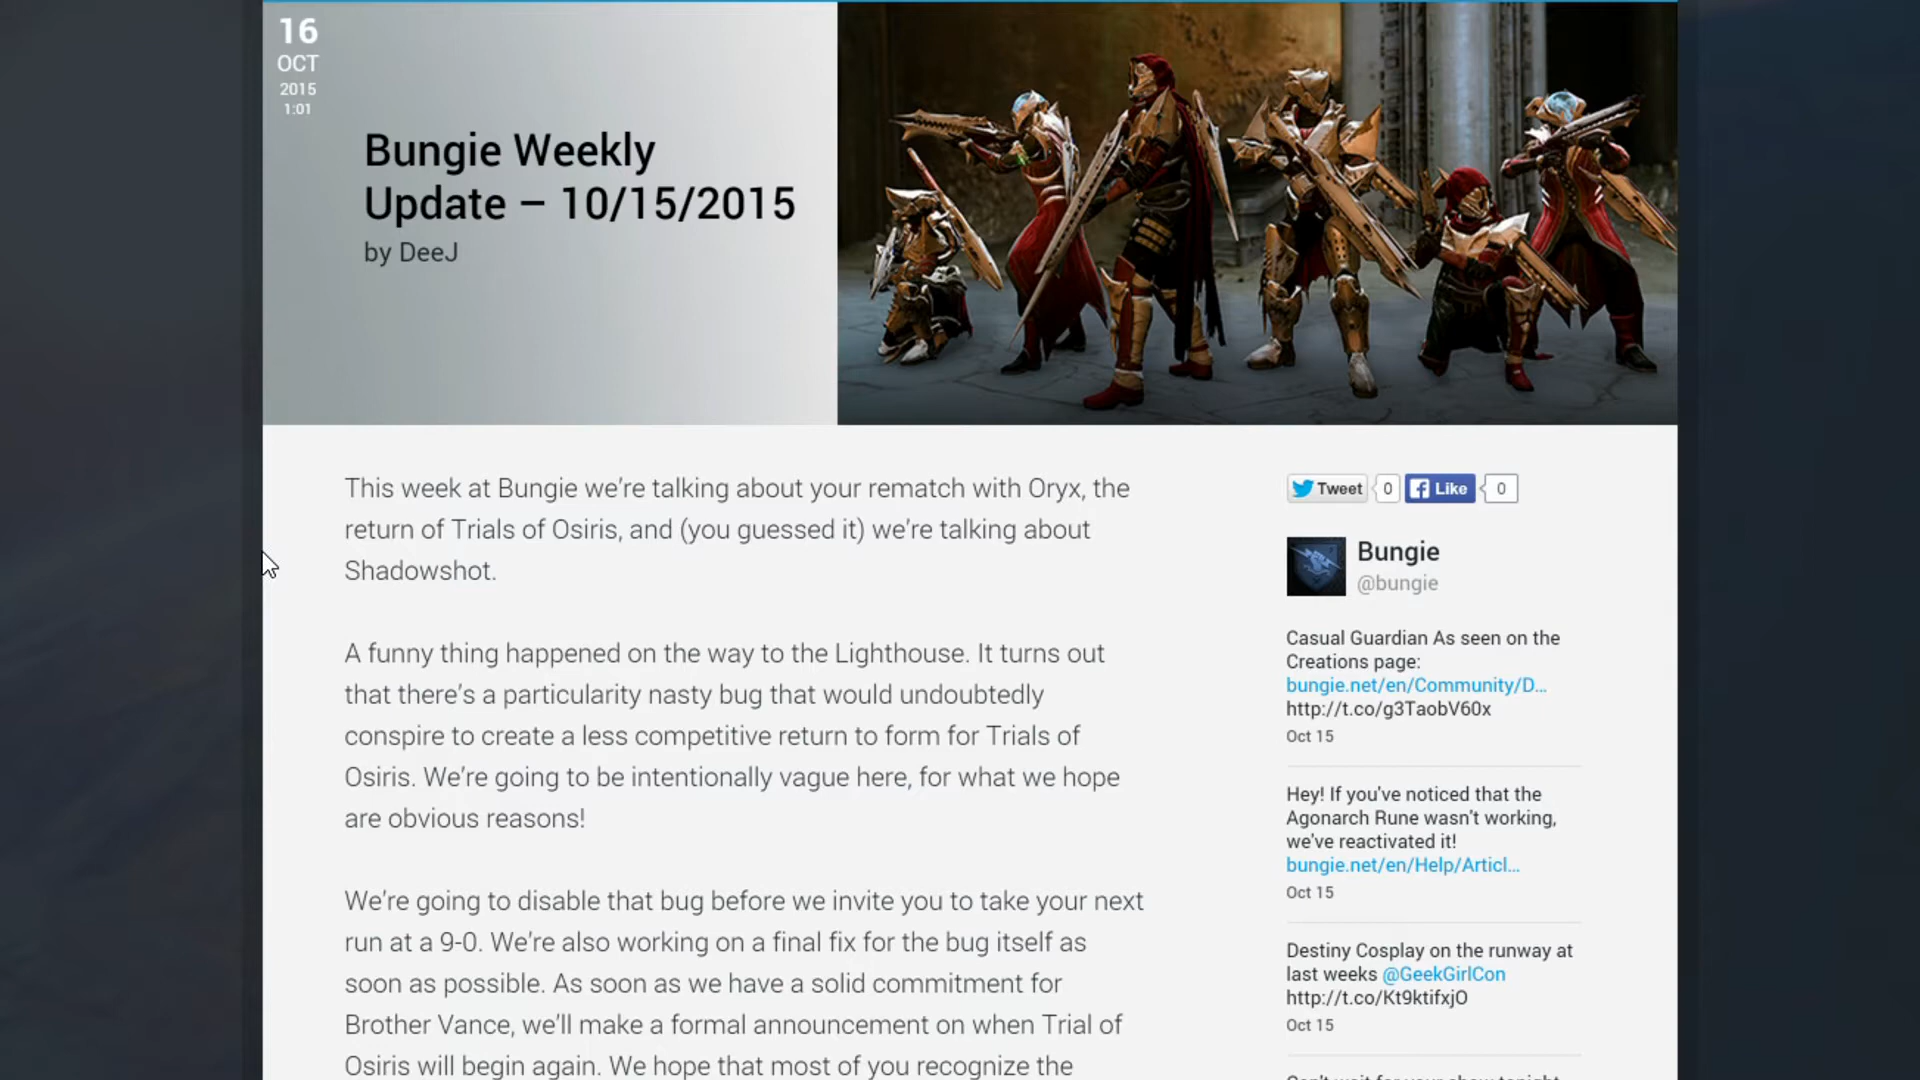 16
OCT
2015
1:01
Bungie Weekly
Update – 10/15/2015
by DeeJ
This week at Bungie we’re talking about your rematch with Oryx, the
return of Trials of Osiris, and (you guessed it) we’re talking about
Shadowshot.
A funny thing happened on the way to the Lighthouse. It turns out
that there’s a particularity nasty bug that would undoubtedly
conspire to create a less competitive return to form for Trials of
Osiris. We’re going to be intentionally vague here, for what we hope
are obvious reasons!
We’re going to disable that bug before we invite you to take your next
run at a 9-0. We’re also working on a final fix for the bug itself as
soon as possible. As soon as we have a solid commitment for
Brother Vance, we’ll make a formal announcement on when Trial of
Osiris will begin again. We hope that most of you recognize the
Tweet 0 Like 0
Bungie
@bungie
Casual Guardian As seen on the
Creations page:
bungie.net/en/Community/D...
http://t.co/g3TaobV60x
Oct 15
Hey! If you've noticed that the
Agonarch Rune wasn't working,
we've reactivated it!
bungie.net/en/Help/Articl...
Oct 15
Destiny Cosplay on the runway at
last weeks @GeekGirlCon
http://t.co/Kt9ktifxjO
Oct 15